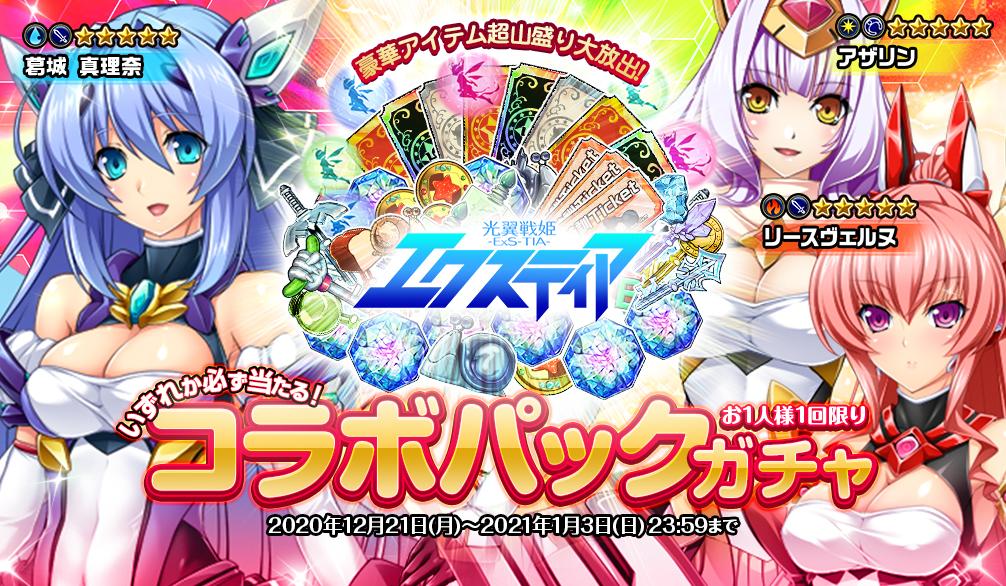 葛城 真理奈
豪華アイテム超山盛り大放出!
アザリン
リースヴェルヌ
Ticket
Ticket
Ticket
光翼戦姫
-ExS-TIA-
エクスティア
いずれか必ず当たる!
お1人様1回限り
コラボパックガチャ
2020年12月21日(月)～2021年1月3日(日) 23:59まで